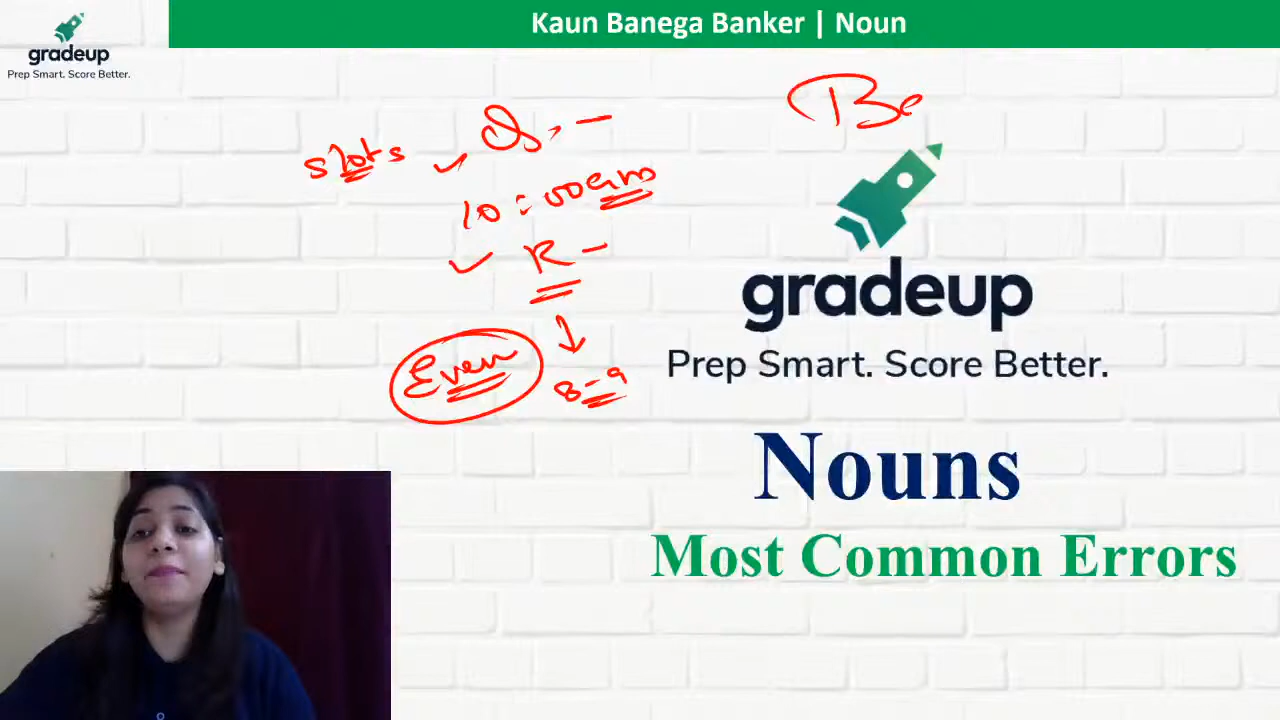 Kaun Banega Banker | Noun
gradeup
Prep Smart. Score Better.
Be
slots
10:00am
R -
Even
8-9
gradeup
Prep Smart. Score Better.
Nouns
Most Common Errors